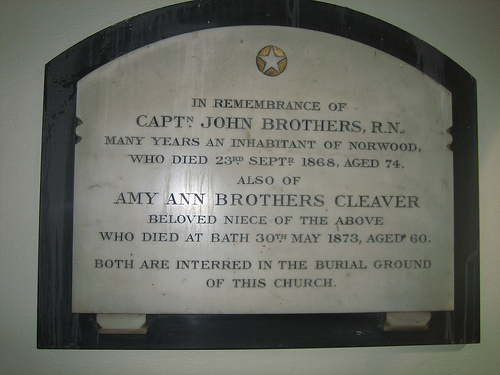 IN REMEMBRANCE OF
CAPTN JOHN BROTHERS, R.N.
MANY YEARS AN INHABITANT OF NORWOOD,
WHO DIED 23RD SEPTR 1868, AGED 74.
ALSO OF
AMY ANN BROTHERS CLEAVER
BELOVED NIECE OF THE ABOVE
WHO DIED AT BATH 30TH MAY 1873, AGED 60.
BOTH ARE INTERRED IN THE BURIAL GROUND
OF THIS CHURCH.